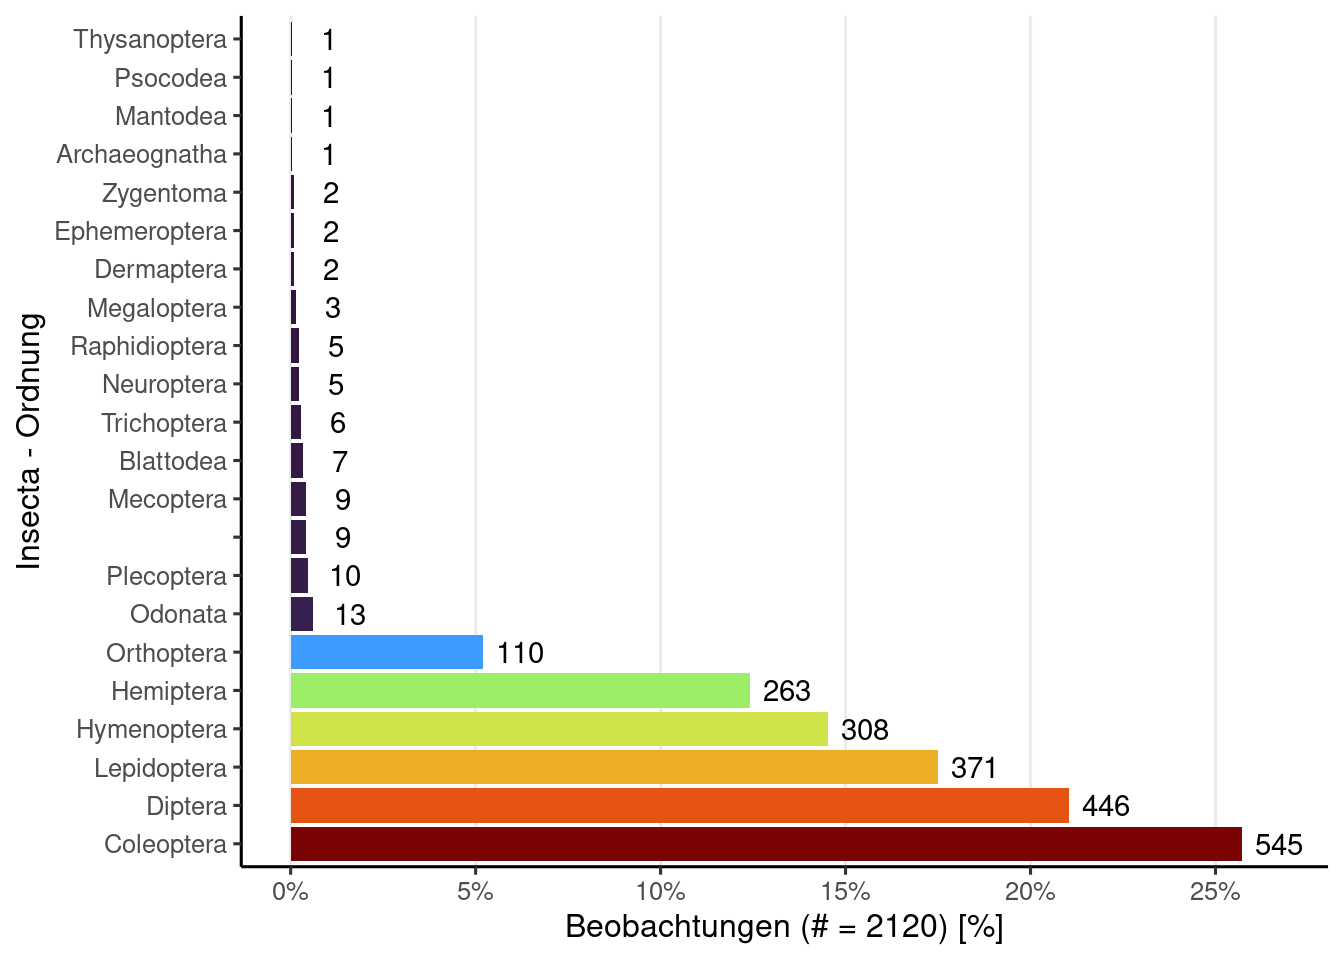 Insecta - Ordnung
Thysanoptera 1
Psocodea 1
Mantodea 1
Archaeognatha 1
Zygentoma 2
Ephemeroptera 2
Dermaptera 2
Megaloptera 3
Raphidioptera 5
Neuroptera 5
Trichoptera 6
Blattodea 7
Mecoptera 9
9
Plecoptera 10
Odonata 13
Orthoptera 110
Hemiptera 263
Hymenoptera 308
Lepidoptera 371
Diptera 446
Coleoptera 545
0% 5% 10% 15% 20% 25%
Beobachtungen (# = 2120) [%]